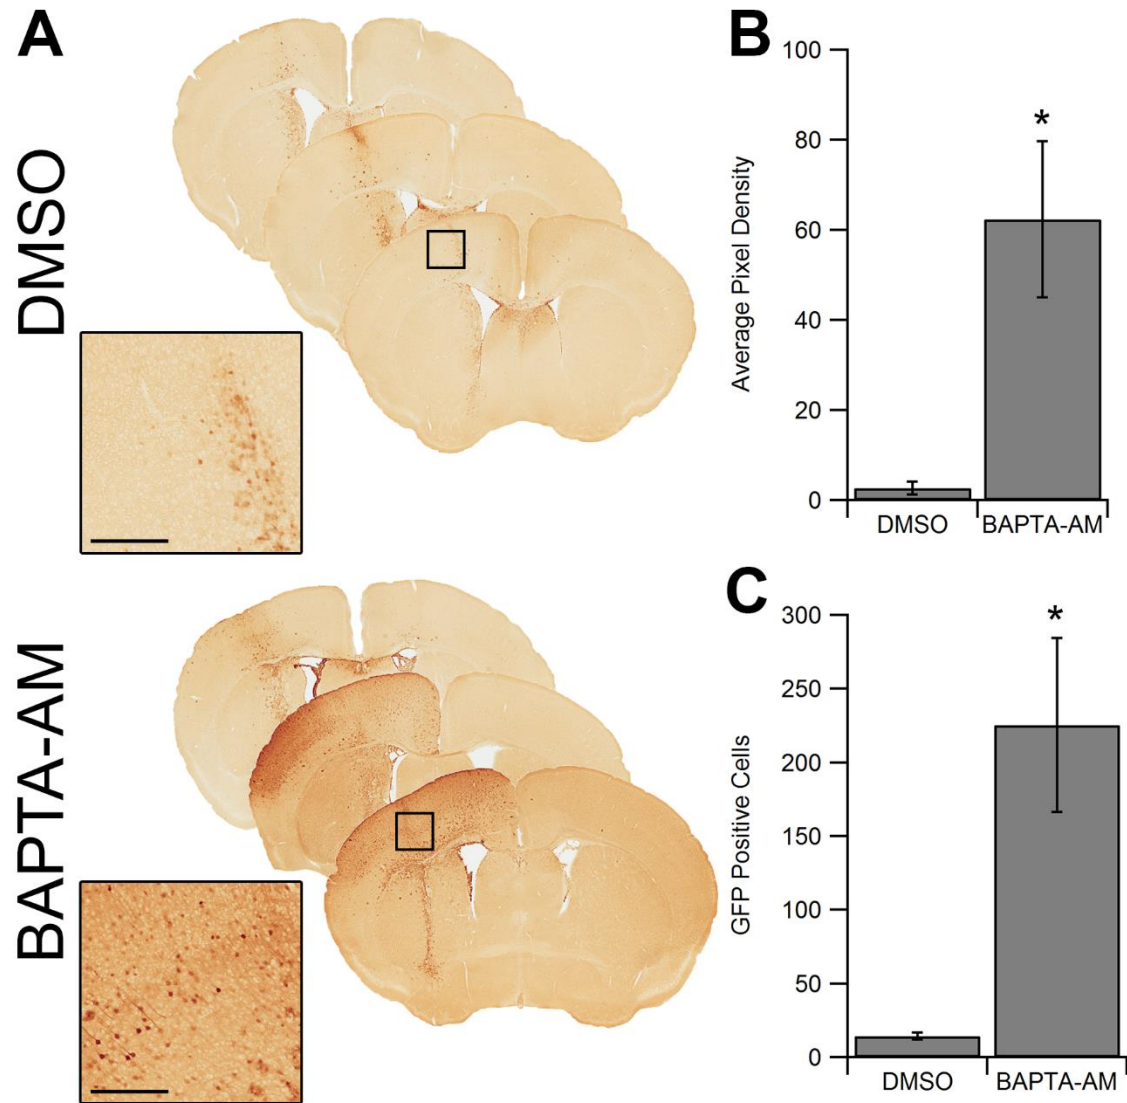 A
DMSO
BAPTA-AM
B
100
80
60
40
20
0
Average Pixel Density
*
DMSO
BAPTA-AM
C
300
250
200
150
100
50
0
GFP Positive Cells
*
DMSO
BAPTA-AM